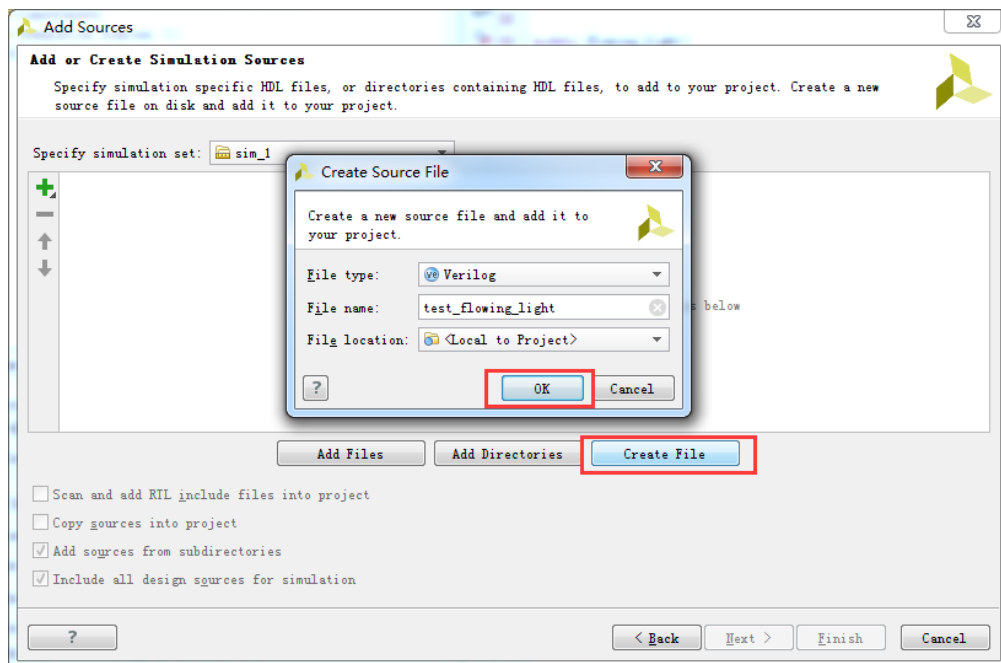 Add Sources
Add or Create Simulation Sources
Specify simulation specific HDL files, or directories containing HDL files, to add to your project. Create a new
source file on disk and add it to your project.
Specify simulation set: sim_1
Create Source File
Create a new source file and add it to
your project.
File type: Verilog
File name: test_flowing_light
File location: <Local to Project>
? OK Cancel
below
Add Files Add Directories Create File
Scan and add RTL include files into project
Copy sources into project
Add sources from subdirectories
Include all design sources for simulation
? < Back Next > Finish Cancel